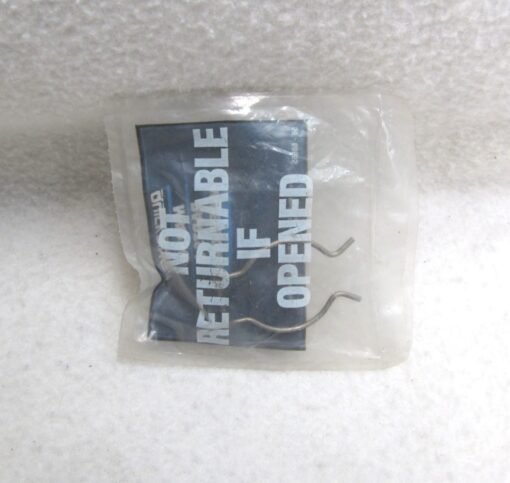 NOT
RETURNABLE
IF
OPENED